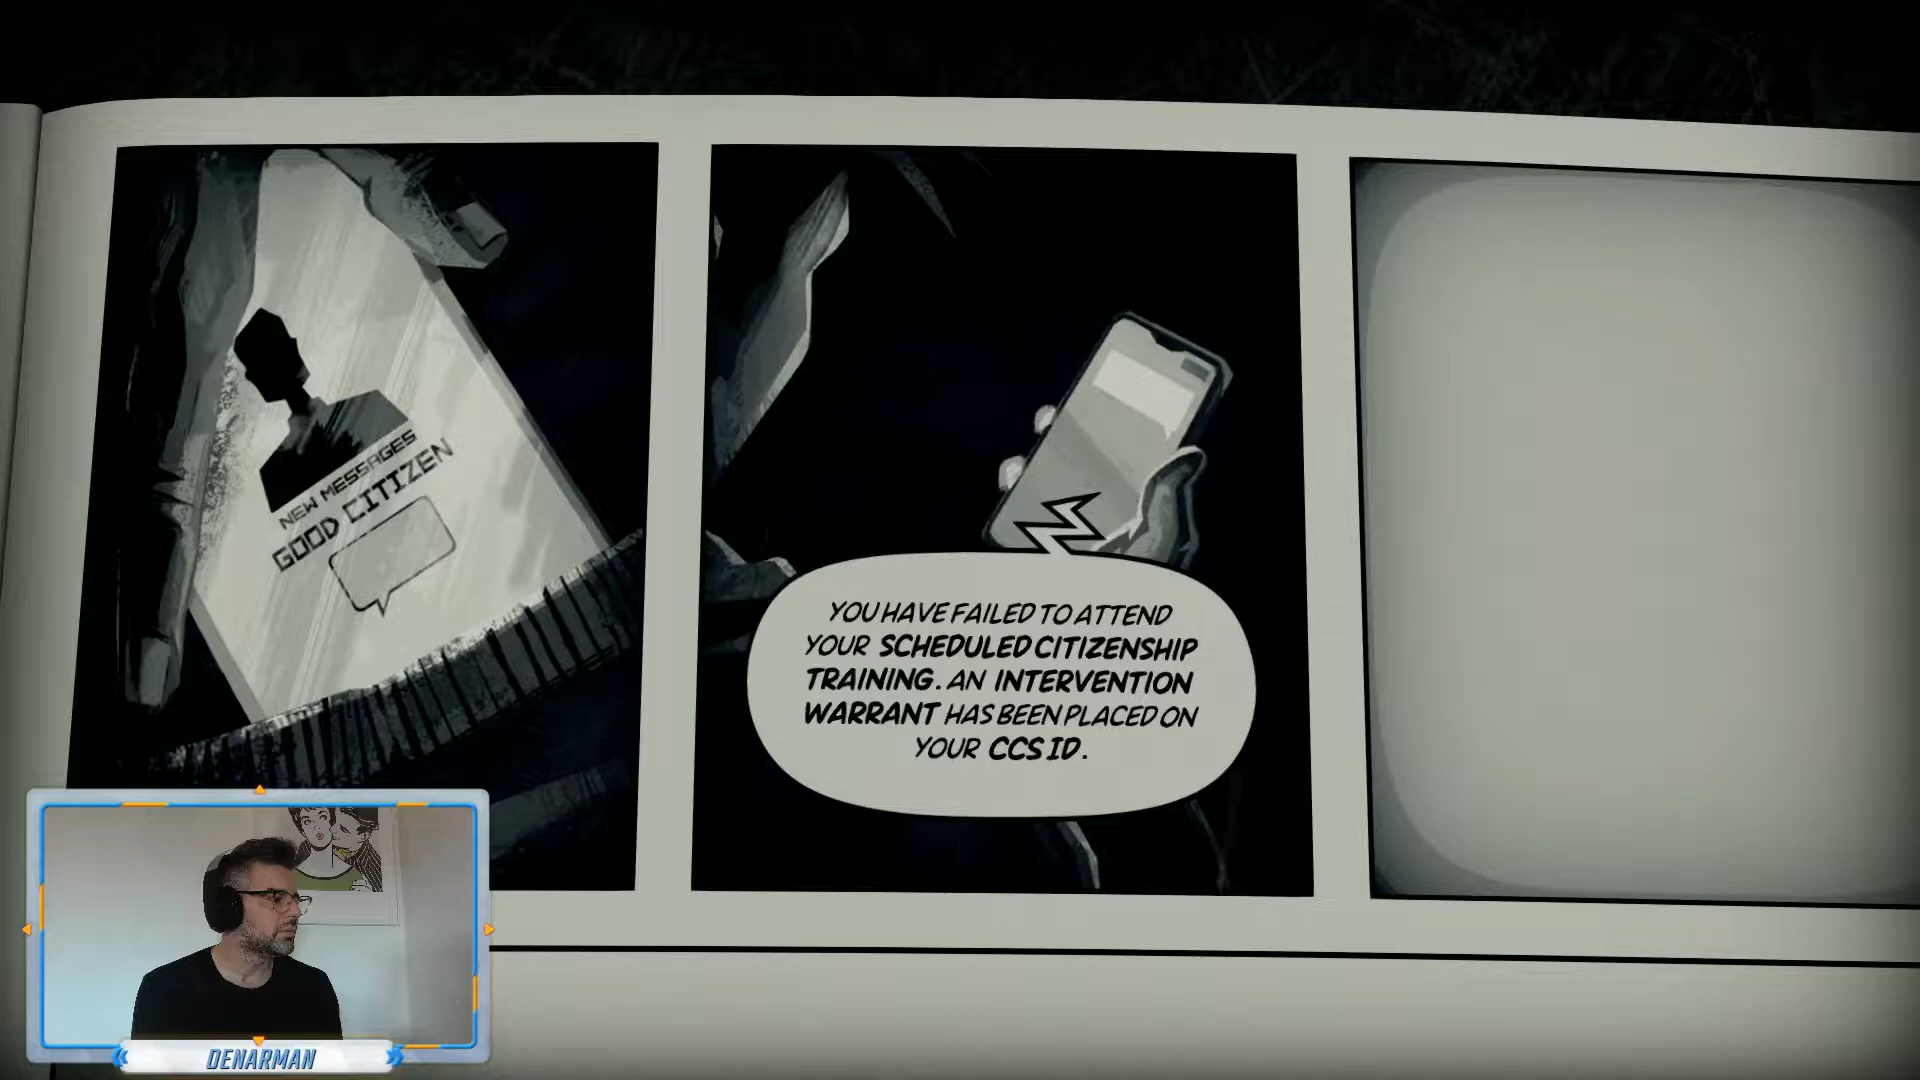 NEW MESSAGES
GOOD CITIZEN
YOU HAVE FAILED TO ATTEND
YOUR SCHEDULED CITIZENSHIP
TRAINING. AN INTERVENTION
WARRANT HAS BEEN PLACED ON
YOUR CCS ID.
DENARMAN